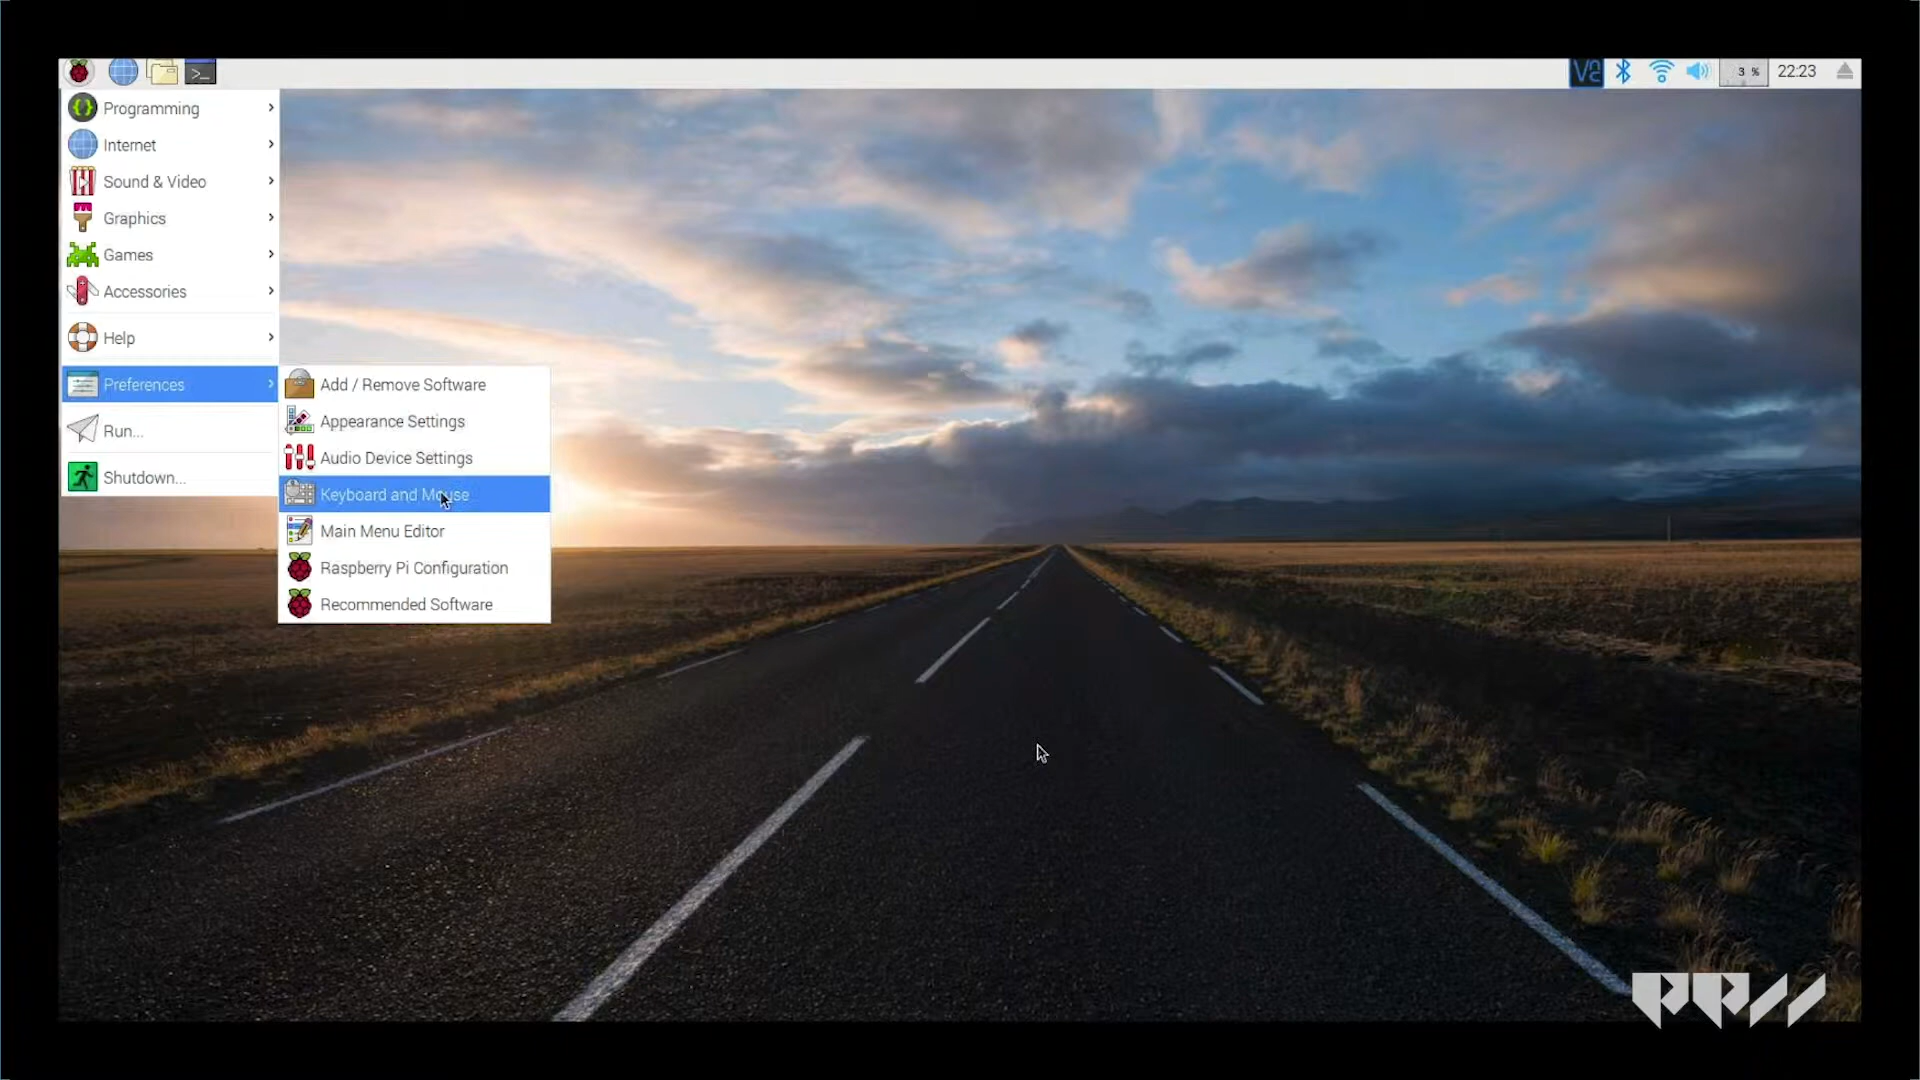 >_
VNC
3 %
22:23
Programming
Internet
Sound & Video
Graphics
Games
Accessories
Help
Preferences
Run...
Shutdown...
Add / Remove Software
Appearance Settings
Audio Device Settings
Keyboard and Mouse
Main Menu Editor
Raspberry Pi Configuration
Recommended Software